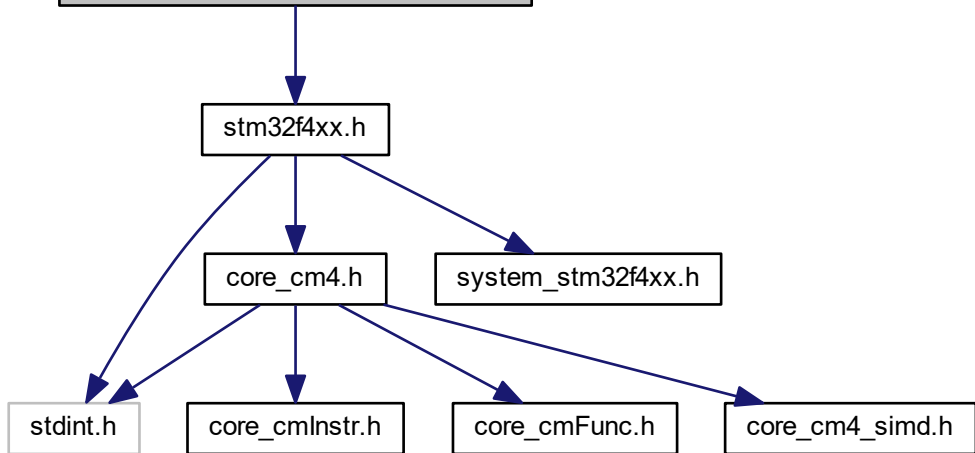 stm32f4xx.h
core_cm4.h
system_stm32f4xx.h
stdint.h
core_cmInstr.h
core_cmFunc.h
core_cm4_simd.h